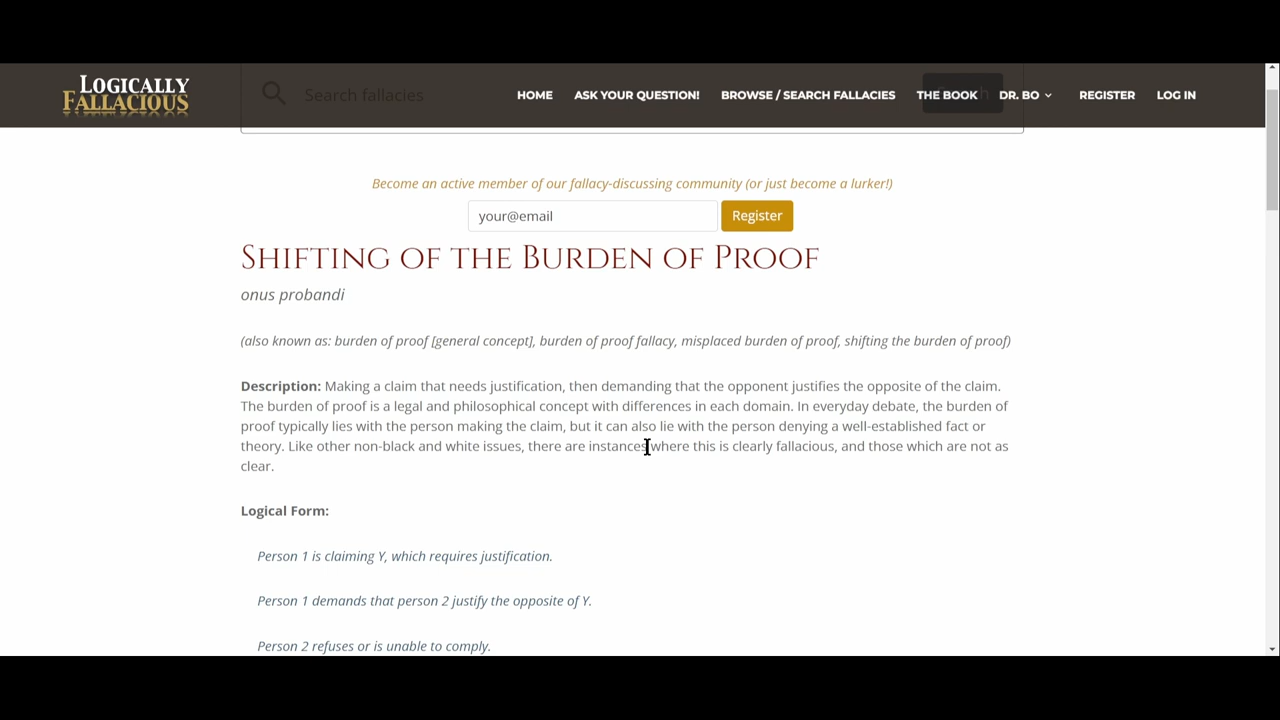 LOGICALLY
FALLACIOUS
Search fallacies
HOME ASK YOUR QUESTION! BROWSE / SEARCH FALLACIES THE BOOK DR. BO REGISTER LOG IN
Become an active member of our fallacy-discussing community (or just become a lurker!)
your@email Register
SHIFTING OF THE BURDEN OF PROOF
onus probandi
(also known as: burden of proof [general concept], burden of proof fallacy, misplaced burden of proof, shifting the burden of proof)
Description: Making a claim that needs justification, then demanding that the opponent justifies the opposite of the claim.
The burden of proof is a legal and philosophical concept with differences in each domain. In everyday debate, the burden of
proof typically lies with the person making the claim, but it can also lie with the person denying a well-established fact or
theory. Like other non-black and white issues, there are instances where this is clearly fallacious, and those which are not as
clear.
Logical Form:
Person 1 is claiming Y, which requires justification.
Person 1 demands that person 2 justify the opposite of Y.
Person 2 refuses or is unable to comply.